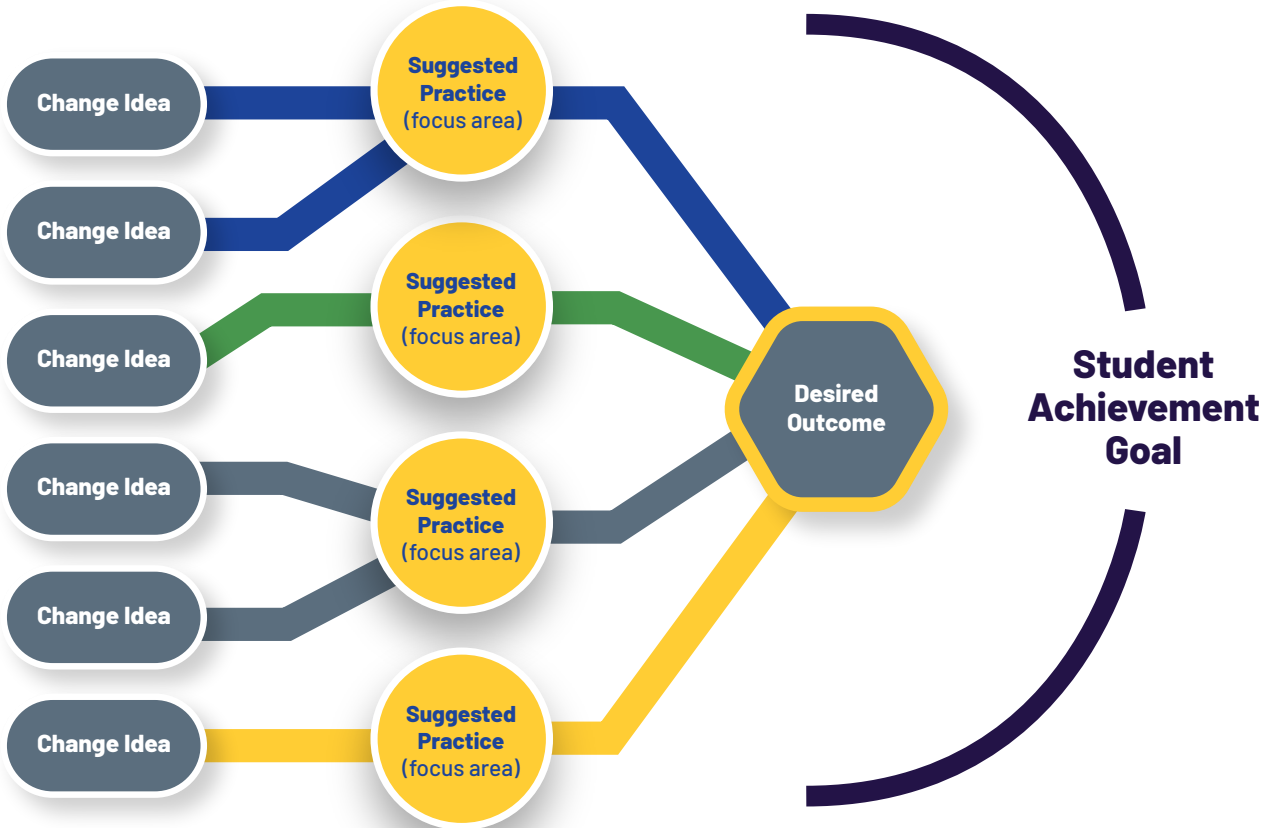 Change Idea
Change Idea
Change Idea
Change Idea
Change Idea
Change Idea
Suggested
Practice
(focus area)
Suggested
Practice
(focus area)
Suggested
Practice
(focus area)
Suggested
Practice
(focus area)
Desired
Outcome
Student
Achievement
Goal